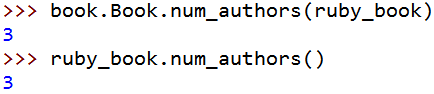 >>> book.Book.num_authors(ruby_book)
3
>>> ruby_book.num_authors()
3